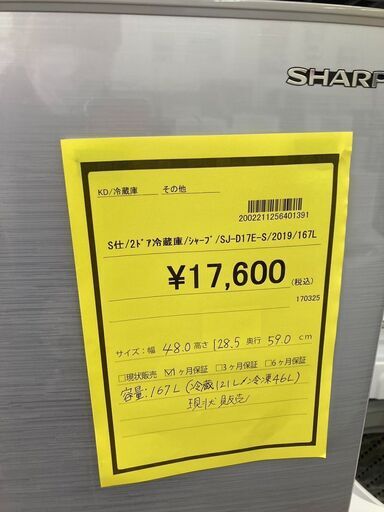 SHARP
KD/冷蔵庫 その他
2002211256401391
S仕/2ﾄﾞｱ冷蔵庫/ｼｬｰﾌﾟ/SJ-D17E-S/2019/167L
¥17,600(税込)
170325
サイズ:幅 48.0 高さ 128.5 奥行 59.0 cm
□現状販売 ☑1ヶ月保証 □3ヶ月保証 □6ヶ月保証
容量:167L(冷蔵121L/冷凍46L)
現状販売